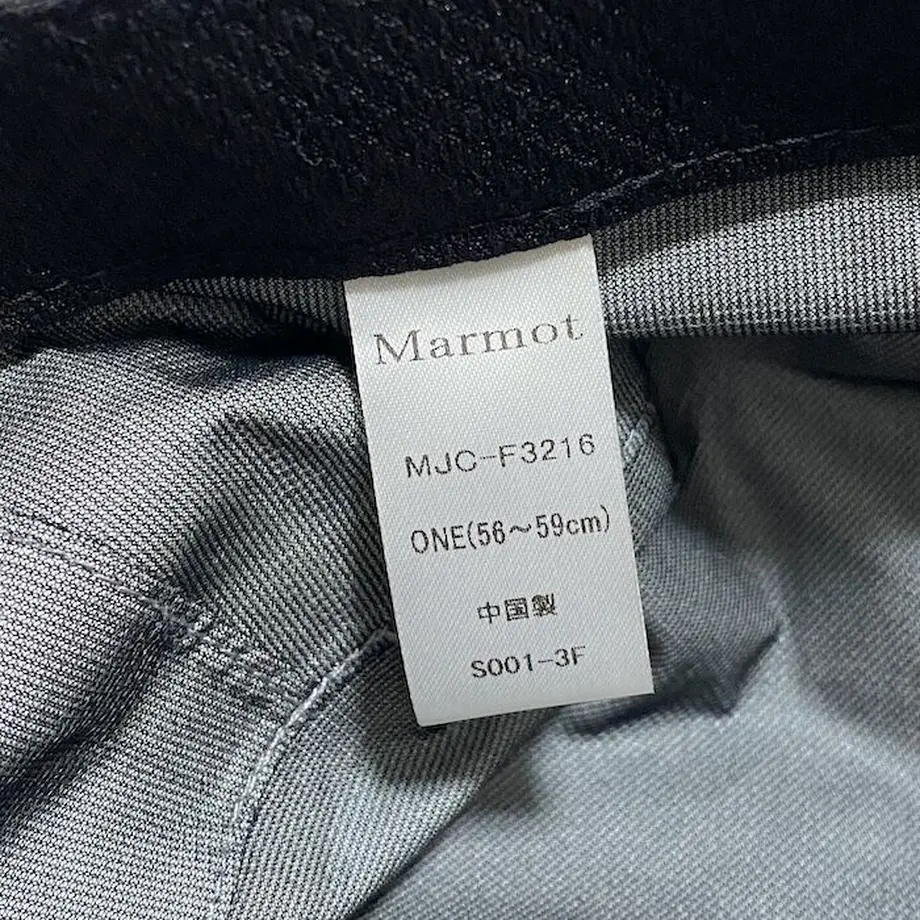 Marmot
MJC-F3216
ONE(56～59cm)
中国製
S001-3F